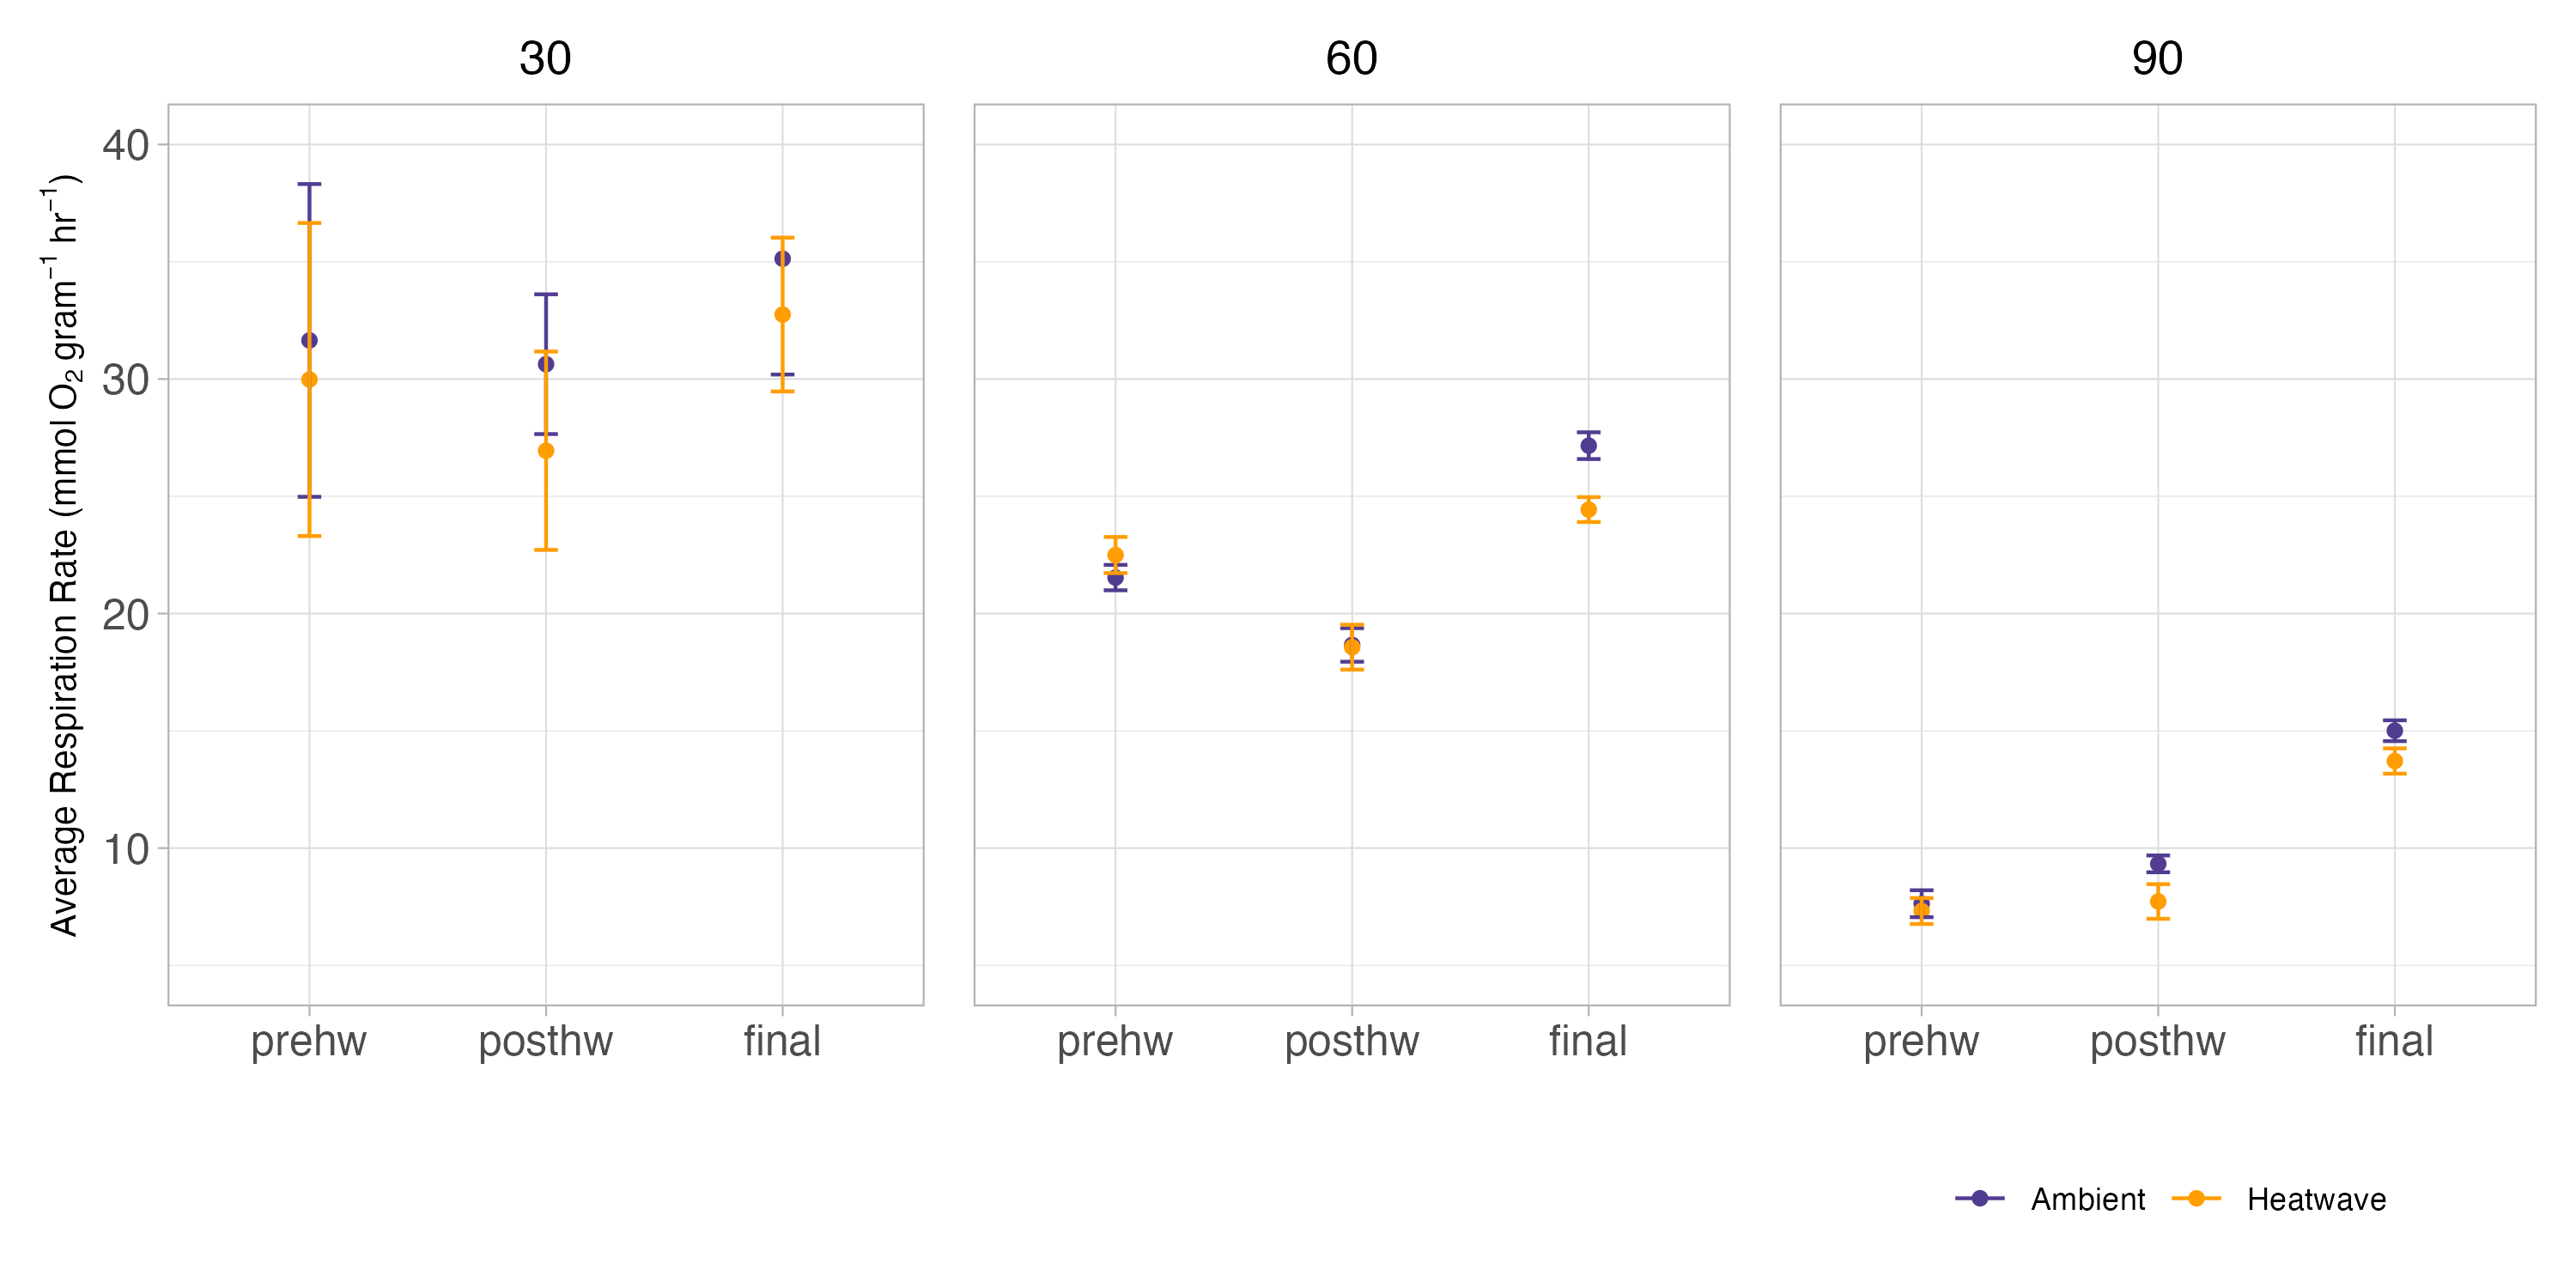 30 60 90
40
30
20
10
Average Respiration Rate (mmol O₂ gram⁻¹ hr⁻¹)
prehw posthw final prehw posthw final prehw posthw final
Ambient Heatwave